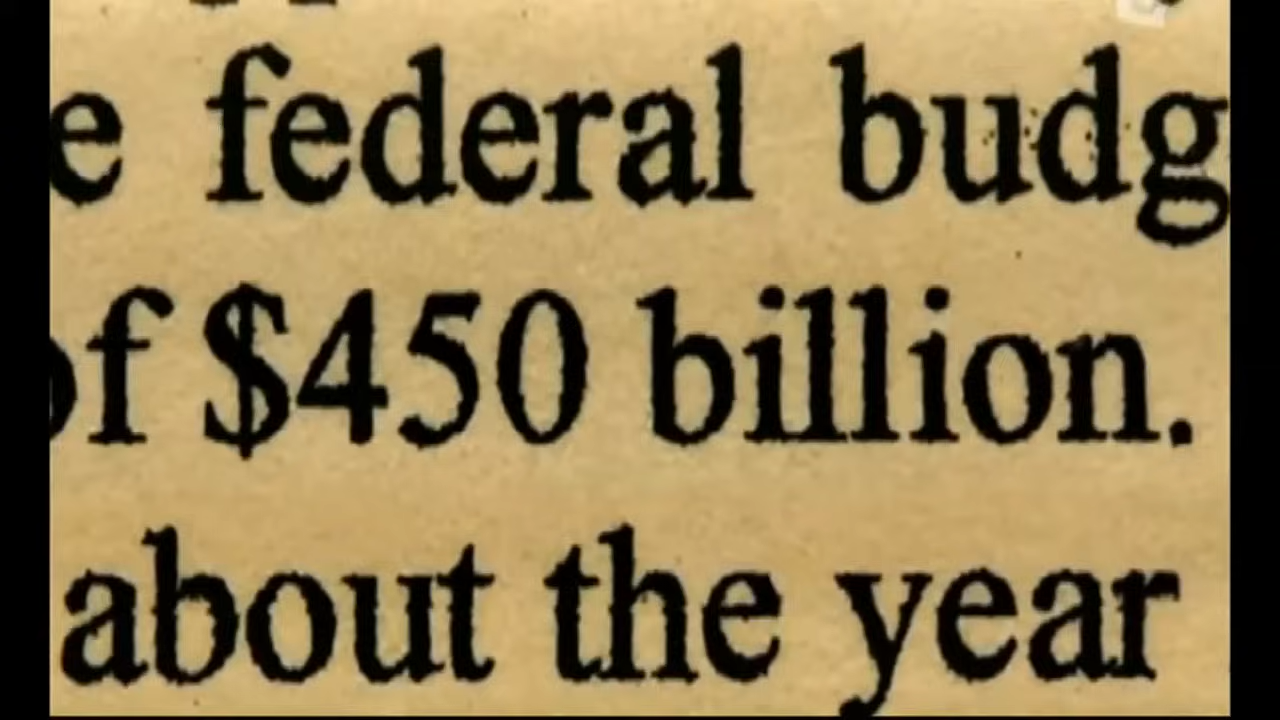 e federal budg
of $450 billion.
about the year